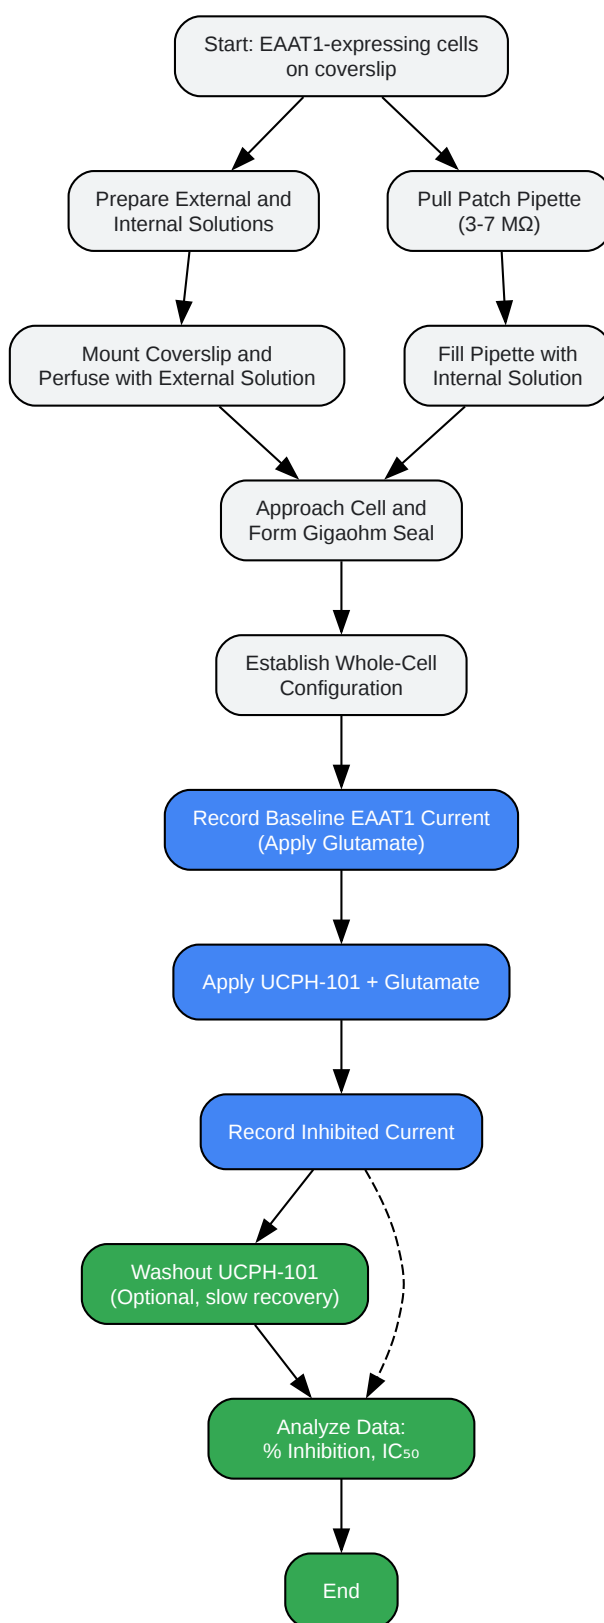 Start: EAAT1-expressing cells
on coverslip
Prepare External and
Internal Solutions
Pull Patch Pipette
(3-7 MΩ)
Mount Coverslip and
Perfuse with External Solution
Fill Pipette with
Internal Solution
Approach Cell and
Form Gigaohm Seal
Establish Whole-Cell
Configuration
Record Baseline EAAT1 Current
(Apply Glutamate)
Apply UCPH-101 + Glutamate
Record Inhibited Current
Washout UCPH-101
(Optional, slow recovery)
Analyze Data:
% Inhibition, IC₅₀
End